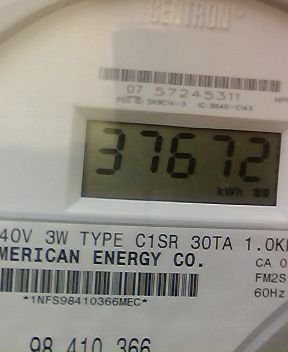 CENTRON
07 57245311
37672
kWh
40V 3W TYPE C1SR 30TA 1.0K
MERICAN ENERGY CO.
CA 0
FM2S
60Hz
*1NFS98410366MEC*
98 410 366